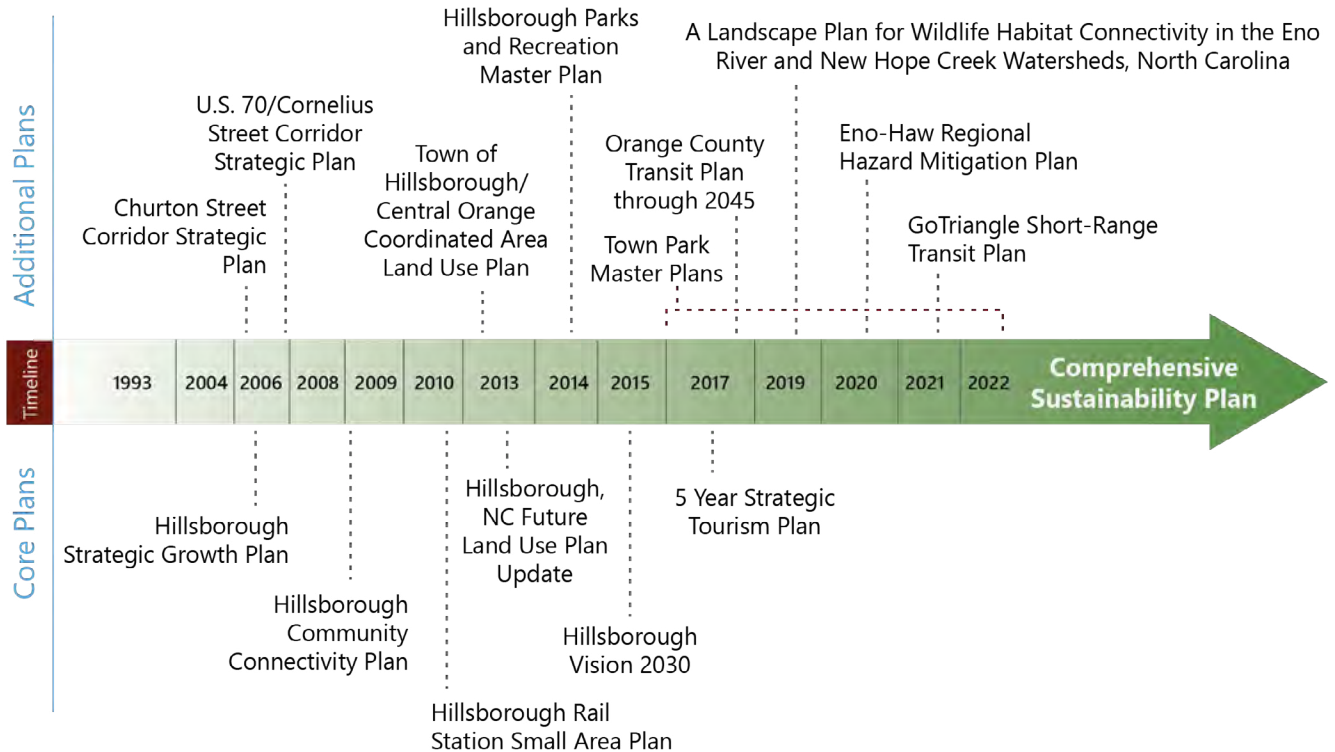 Additional Plans
Hillsborough Parks
and Recreation
Master Plan
A Landscape Plan for Wildlife Habitat Connectivity in the Eno
River and New Hope Creek Watersheds, North Carolina
U.S. 70/Cornelius
Street Corridor
Strategic Plan
Town of
Hillsborough/
Central Orange
Coordinated Area
Land Use Plan
Orange County
Transit Plan
through 2045
Eno-Haw Regional
Hazard Mitigation Plan
Churton Street
Corridor Strategic
Plan
Town Park
Master Plans
GoTriangle Short-Range
Transit Plan
Timeline
1993
2004
2006
2008
2009
2010
2013
2014
2015
2017
2019
2020
2021
2022
Comprehensive
Sustainability Plan
Core Plans
Hillsborough
Strategic Growth Plan
Hillsborough
Community
Connectivity Plan
Hillsborough Rail
Station Small Area Plan
Hillsborough,
NC Future
Land Use Plan
Update
Hillsborough
Vision 2030
5 Year Strategic
Tourism Plan